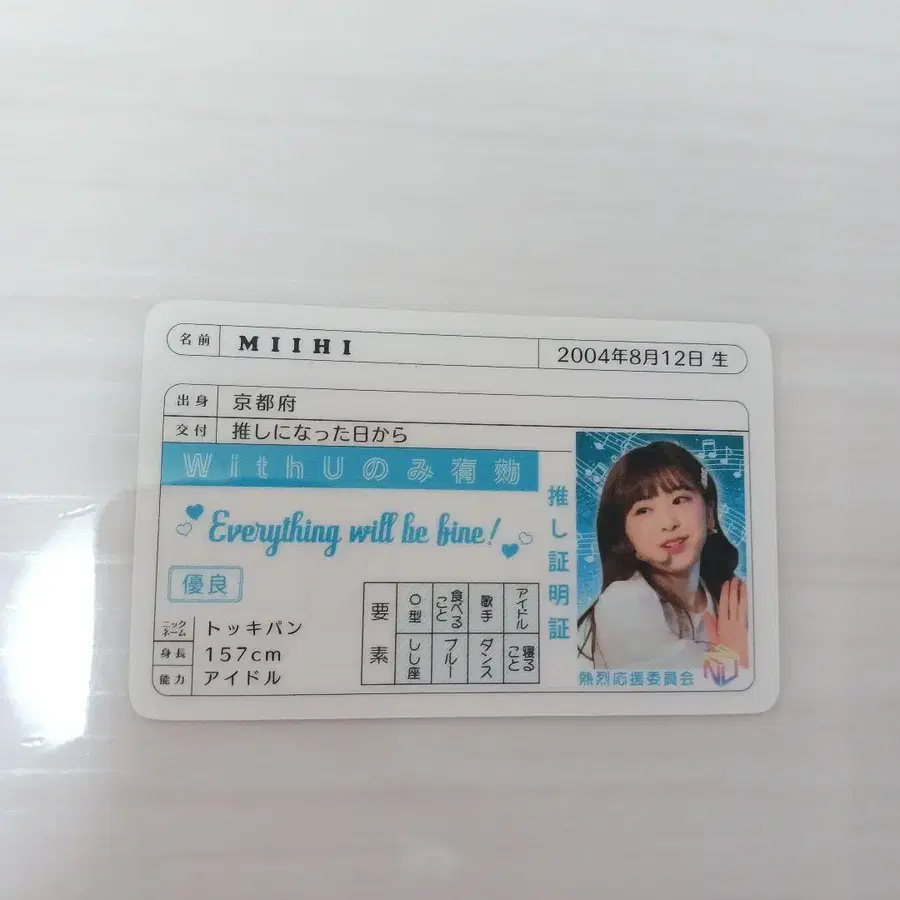 名前 MIIHI 2004年8月12日 生
出身 京都府
交付 推しになった日から
WithUのみ有効
Everything will be fine!
推し証明証
優良
ニックネーム トッキパン
身長 157cm
能力 アイドル
要素
O型 食べること 歌手 アイドル
しし座 ブルー ダンス 寝ること
熱烈応援委員会
NU